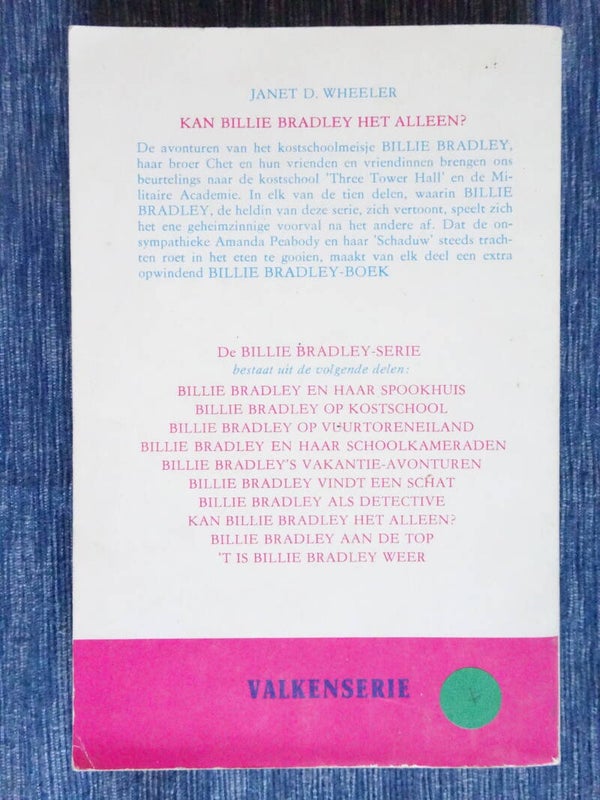 JANET D. WHEELER
KAN BILLIE BRADLEY HET ALLEEN?
De avonturen van het kostschoolmeisje BILLIE BRADLEY,
haar broer Chet en hun vrienden en vriendinnen brengen ons
beurtelings naar de kostschool 'Three Tower Hall' en de Mi-
litaire Academie. In elk van de tien delen, waarin BILLIE
BRADLEY, de heldin van deze serie, zich vertoont, speelt zich
het ene geheimzinnige voorval na het andere af. Dat de on-
sympathieke Amanda Peabody en haar 'Schaduw' steeds trach-
ten roet in het eten te gooien, maakt van elk deel een extra
opwindend BILLIE BRADLEY-BOEK
De BILLIE BRADLEY-SERIE
bestaat uit de volgende delen:
BILLIE BRADLEY EN HAAR SPOOKHUIS
BILLIE BRADLEY OP KOSTSCHOOL
BILLIE BRADLEY OP VUURTORENEILAND
BILLIE BRADLEY EN HAAR SCHOOLKAMERADEN
BILLIE BRADLEY'S VAKANTIE-AVONTUREN
BILLIE BRADLEY VINDT EEN SCHAT
BILLIE BRADLEY ALS DETECTIVE
KAN BILLIE BRADLEY HET ALLEEN?
BILLIE BRADLEY AAN DE TOP
'T IS BILLIE BRADLEY WEER
VALKENSERIE